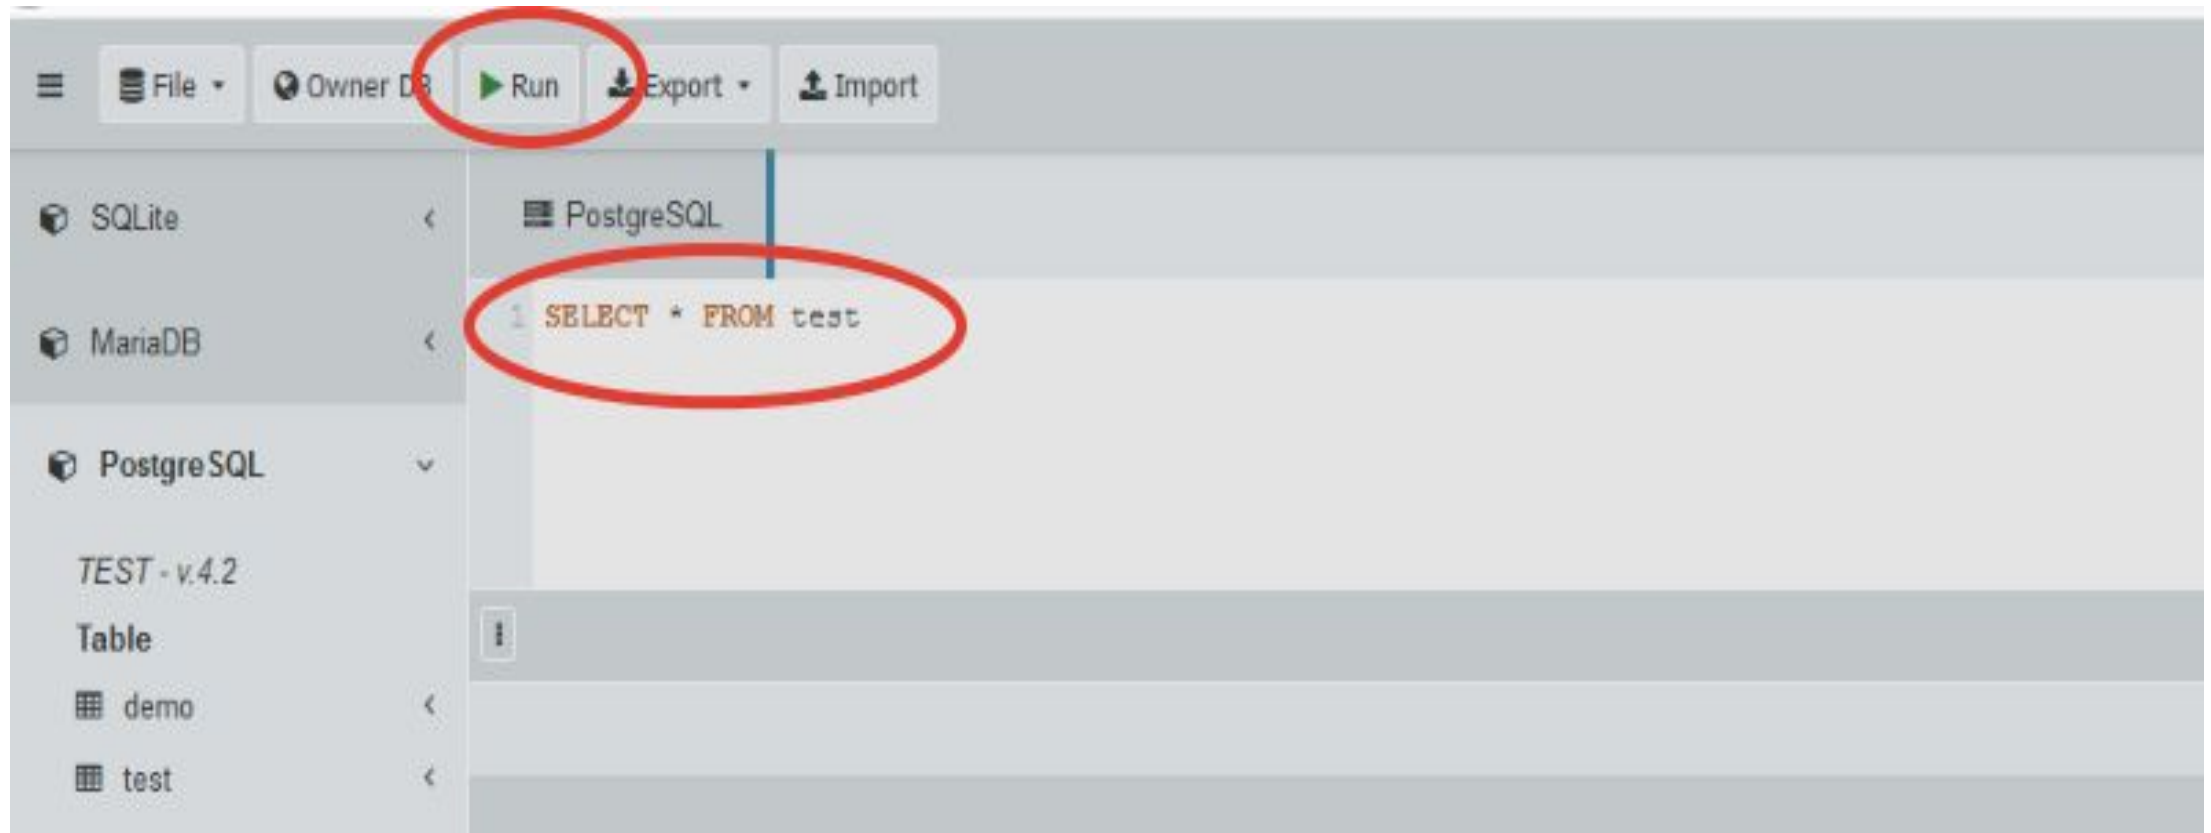 File
Owner DB
Run
Export
Import
SQLite
PostgreSQL
1 SELECT * FROM test
MariaDB
PostgreSQL
TEST - v.4.2
Table
demo
test